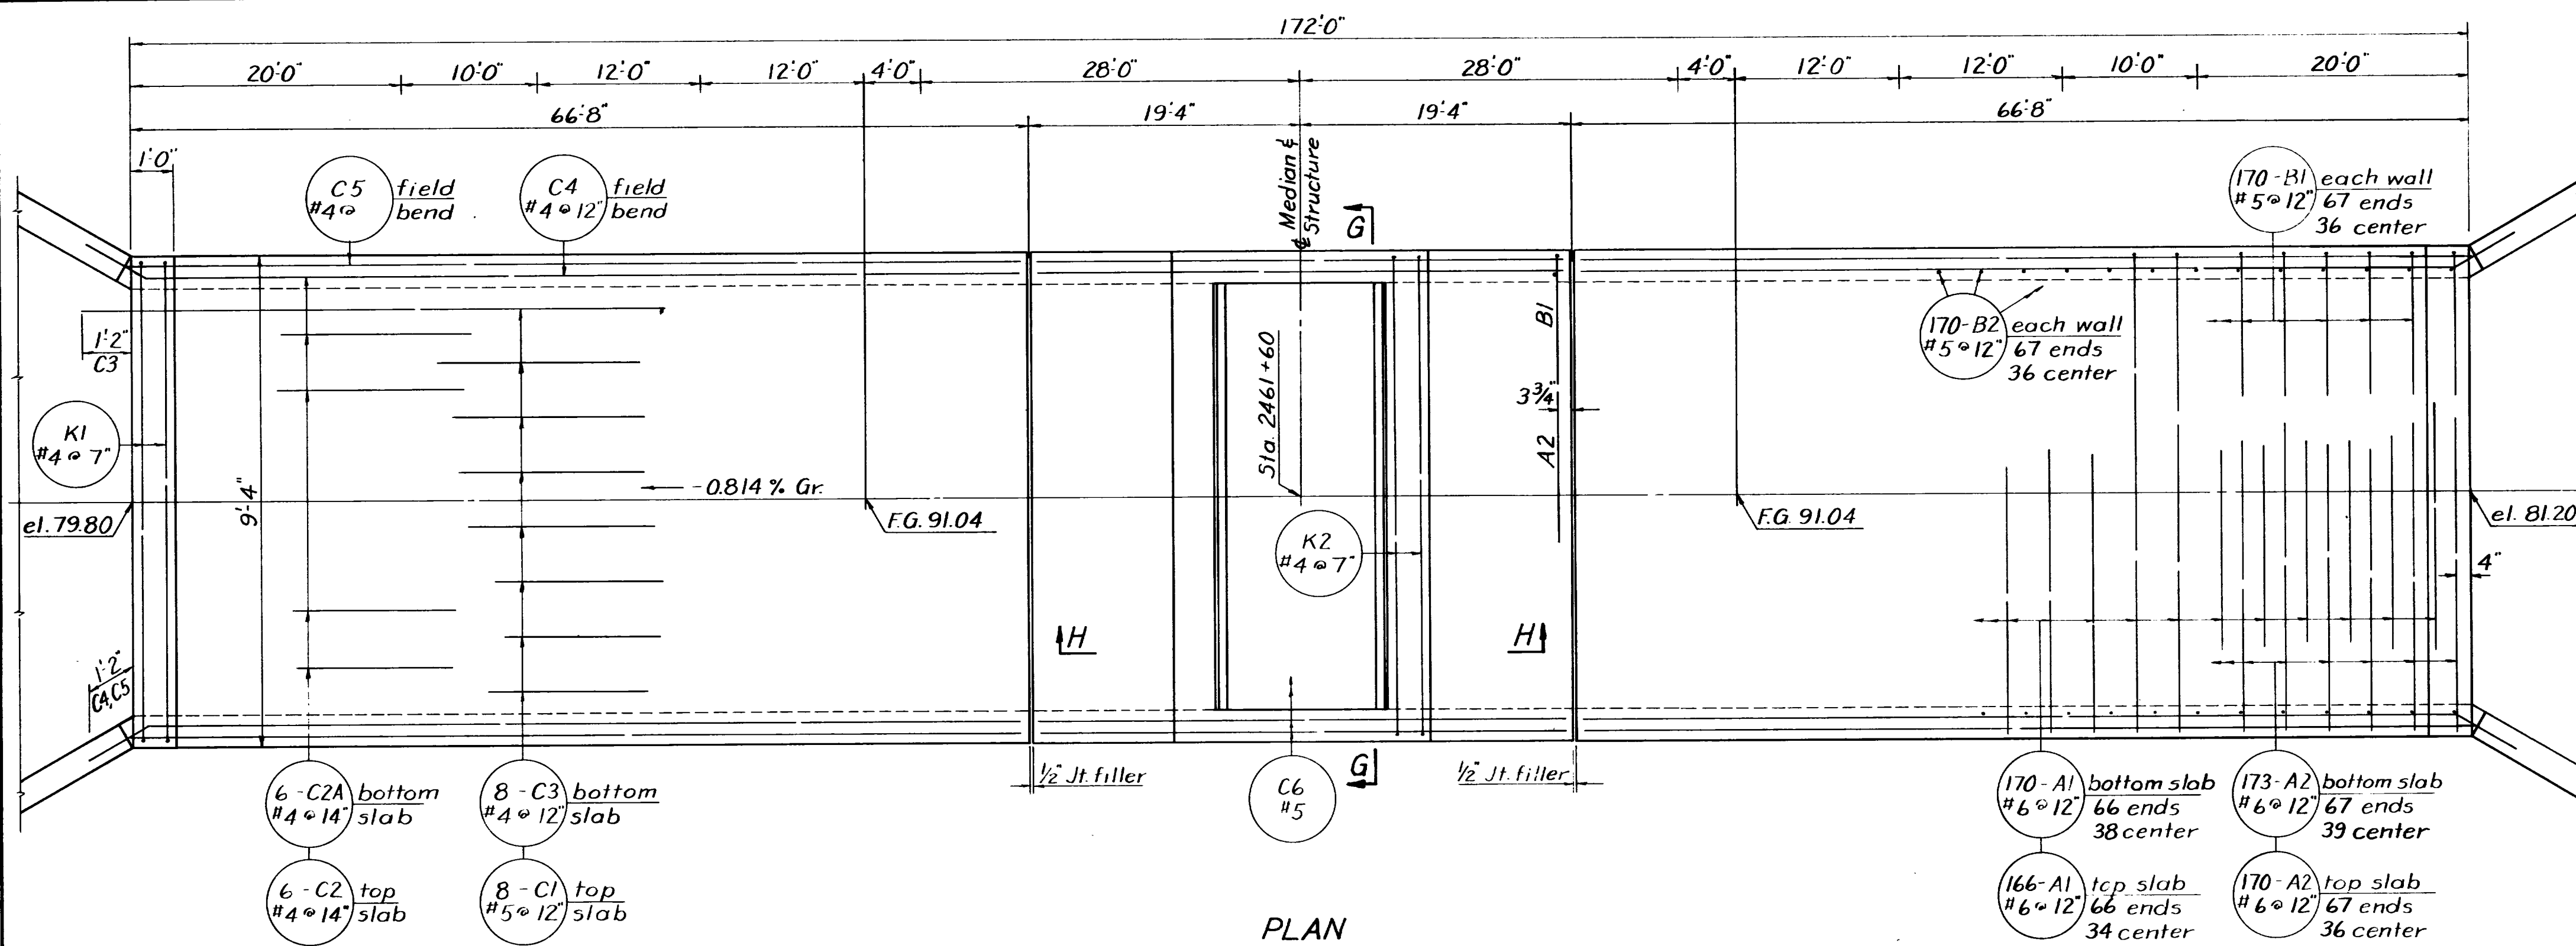 172'-0"
20'-0" 10'-0" 12'-0" 12'-0" 4'-0" 28'-0" 28'-0" 4'-0" 12'-0" 12'-0" 10'-0" 20'-0"
66'-8" 19'-4" 19'-4" 66'-8"
1'-0"
C5
#4@
field
bend
C4
#4@12"
field
bend
Median ℄
℄ Structure
G
170-B1
#5@12"
each wall
67 ends
36 center
1'-2"
C3
170-B2
#5@12"
each wall
67 ends
36 center
B1
3¾"
A2
Sta. 2461+60
K1
#4@7"
9'-4"
-0.814% Gr.
el. 79.80
F.G. 91.04
F.G. 91.04
el. 81.20
K2
#4@7"
4"
H
H
1'-2"
C4,C5
G
½" Jt. filler
½" Jt. filler
C6
#5
6-C2A
#4@14"
bottom
slab
8-C3
#4@12"
bottom
slab
170-A1
#6@12"
bottom slab
66 ends
38 center
173-A2
#6@12"
bottom slab
67 ends
39 center
6-C2
#4@14"
top
slab
8-C1
#5@12"
top
slab
166-A1
#6@12"
top slab
66 ends
34 center
170-A2
#6@12"
top slab
67 ends
36 center
PLAN